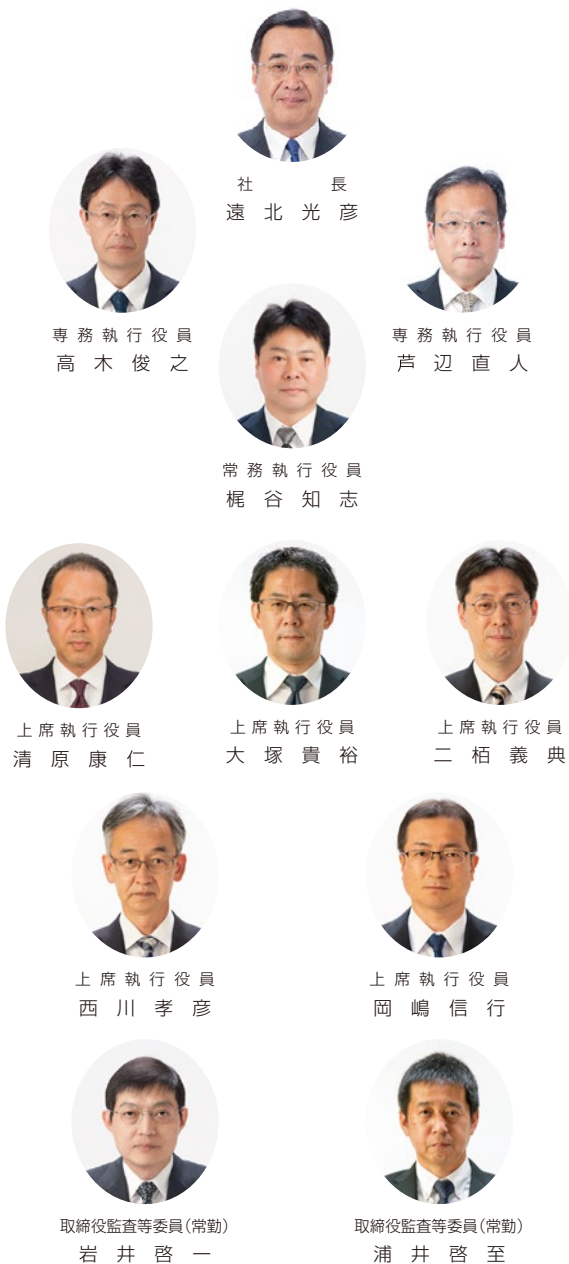 社　長
遠北光彦
専務執行役員
高木俊之
専務執行役員
芦辺直人
常務執行役員
梶谷知志
上席執行役員
清原康仁
上席執行役員
大塚貴裕
上席執行役員
二栢義典
上席執行役員
西川孝彦
上席執行役員
岡嶋信行
取締役監査等委員(常勤)
岩井啓一
取締役監査等委員(常勤)
浦井啓至